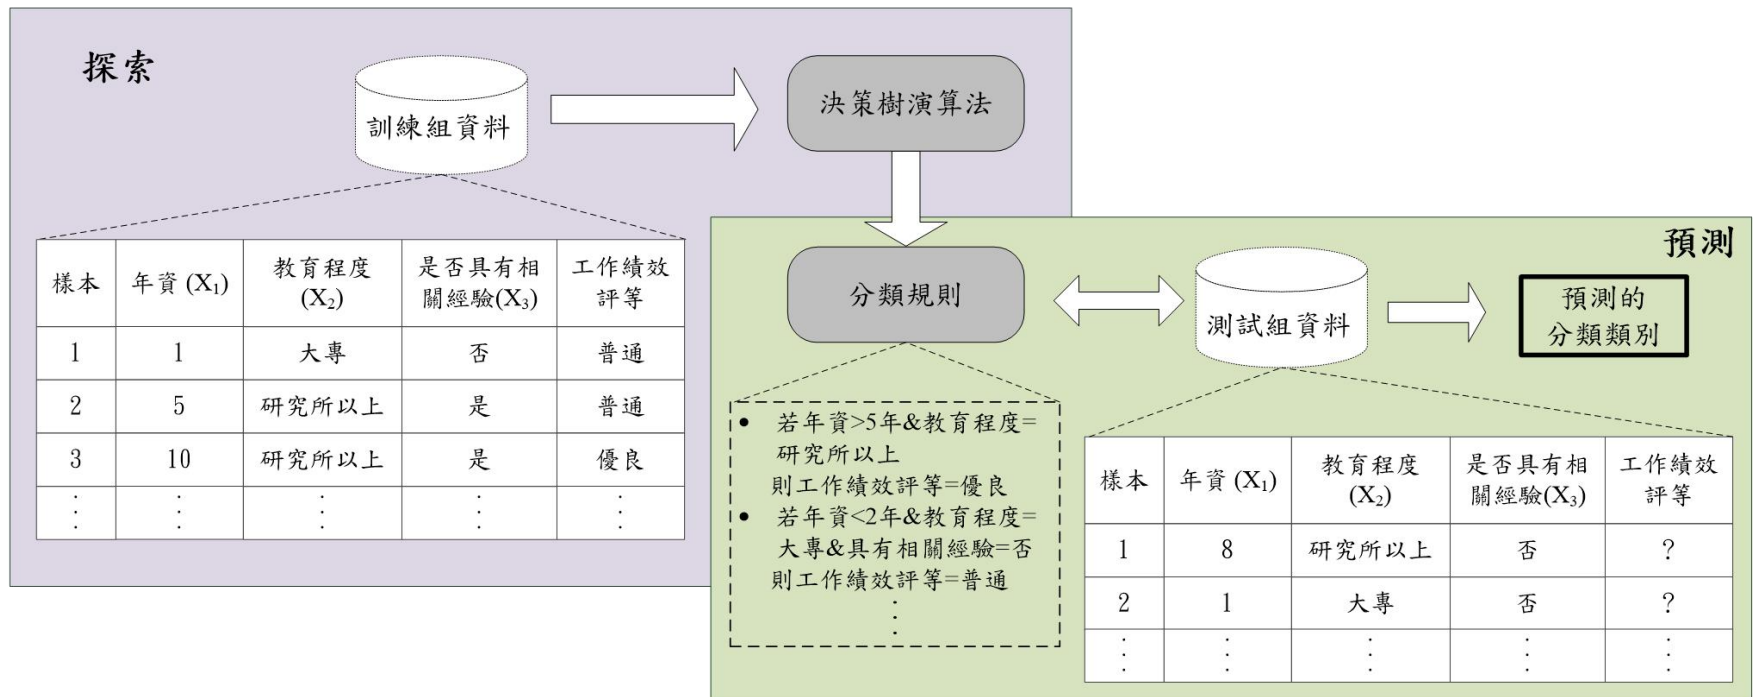 探索
訓練組資料
決策樹演算法
樣本 年資 (X₁) 教育程度 (X₂) 是否具有相關經驗(X₃) 工作績效評等
1 1 大專 否 普通
2 5 研究所以上 是 普通
3 10 研究所以上 是 優良
⋮ ⋮ ⋮ ⋮ ⋮
預測
分類規則
測試組資料
預測的
分類類別
• 若年資>5年&教育程度=
研究所以上
則工作績效評等=優良
• 若年資<2年&教育程度=
大專&具有相關經驗=否
則工作績效評等=普通
⋮
樣本 年資 (X₁) 教育程度 (X₂) 是否具有相關經驗(X₃) 工作績效評等
1 8 研究所以上 否 ?
2 1 大專 否 ?
⋮ ⋮ ⋮ ⋮ ⋮